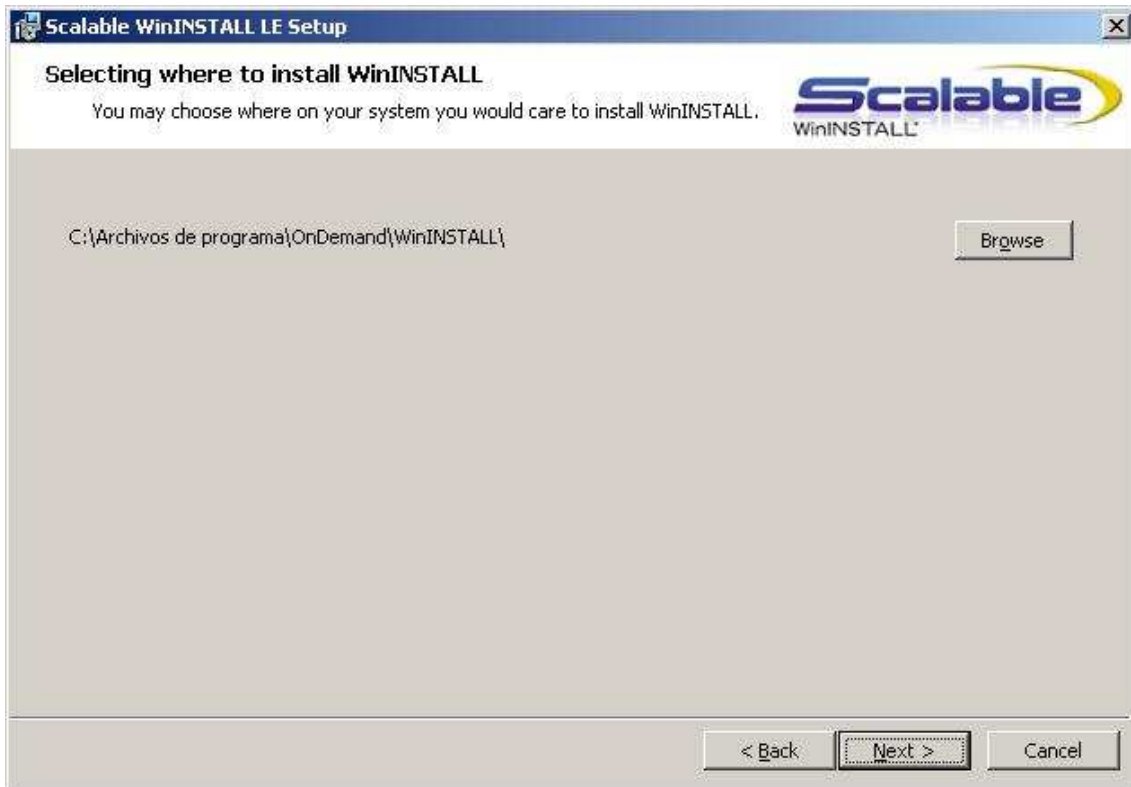 Scalable WinINSTALL LE Setup
Selecting where to install WinINSTALL
You may choose where on your system you would care to install WinINSTALL.
Scalable
WinINSTALL
C:\Archivos de programa\OnDemand\WinINSTALL\
Browse
< Back
Next >
Cancel